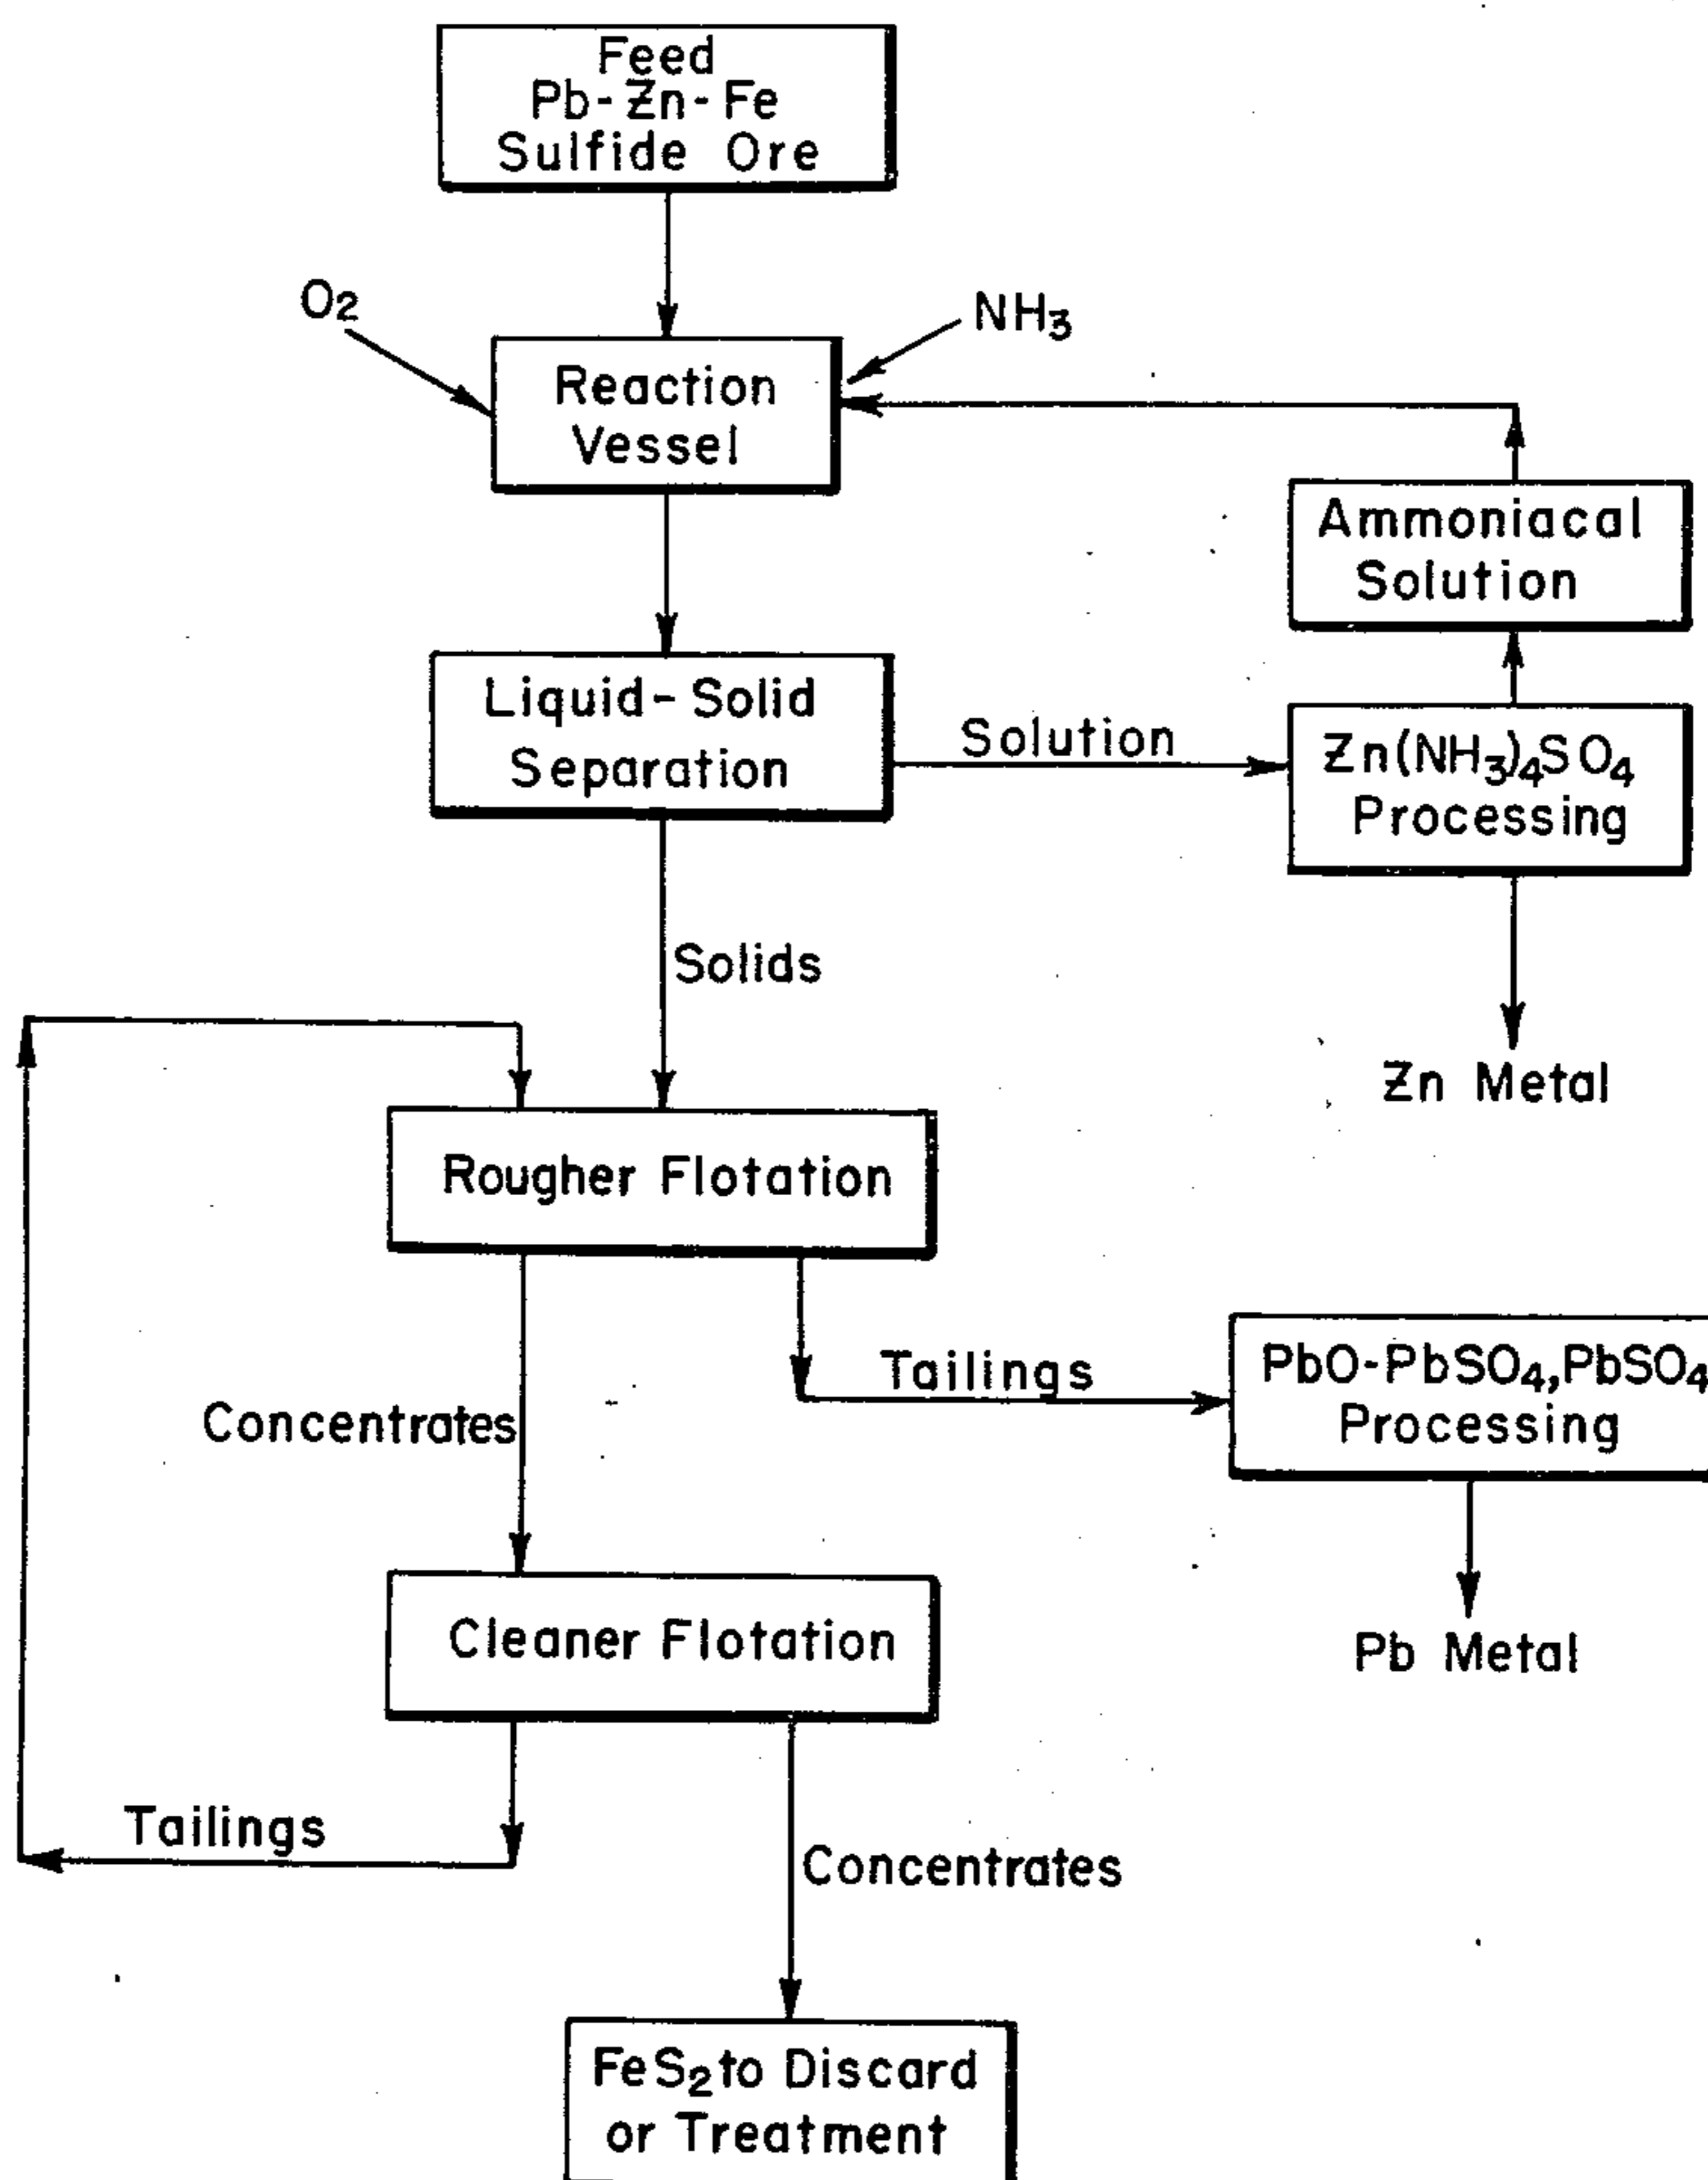 Feed
Pb-Zn-Fe
Sulfide Ore
O₂
NH₃
Reaction
Vessel
Ammoniacal
Solution
Liquid-Solid
Separation
Solution
Zn(NH₃)₄SO₄
Processing
Solids
Zn Metal
Rougher Flotation
Tailings
PbO-PbSO₄,PbSO₄
Processing
Concentrates
Cleaner Flotation
Pb Metal
Tailings
Concentrates
FeS₂ to Discard
or Treatment